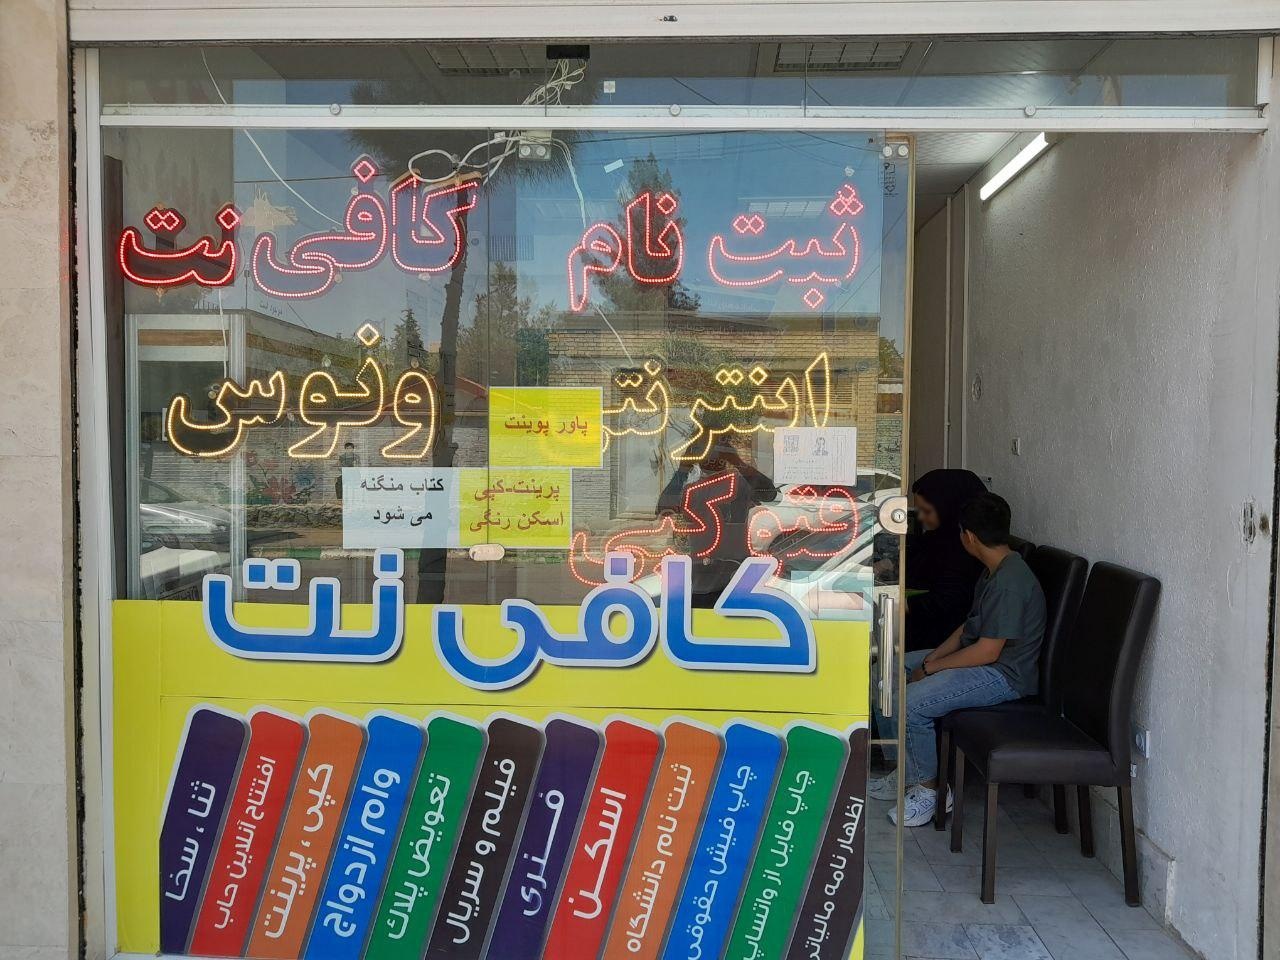 ثبت نام
کافی نت
اینترنتی
ونوس
پاور پوینت
فتوکپی
پرینت-کپی
اسکن رنگی
کتاب منگنه
می شود
کافی نت
اظهار نامه مالیاتی
چاپ فایل از واتساپ
چاپ فیش حقوقی
ثبت نام دانشگاه
اسکن
فنری
فیلم و سریال
تعویض پلاک
وام ازدواج
کپی ، پرینت
افتتاح آنلاین حاب
ثنا ، سخا